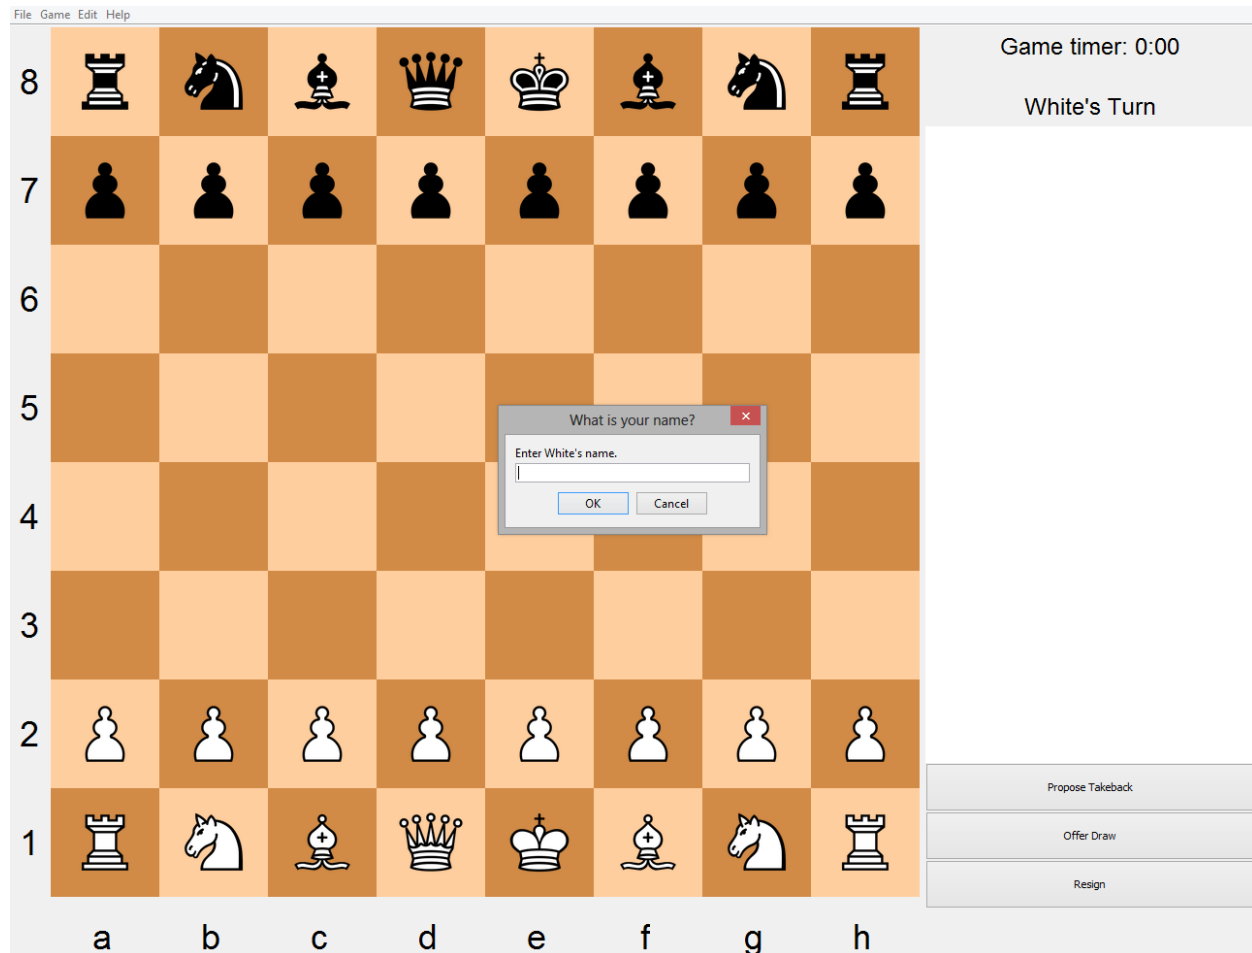 File Game Edit Help
Game timer: 0:00
White's Turn
8
7
6
5
4
3
2
1
What is your name?
Enter White's name.
OK Cancel
Propose Takeback
Offer Draw
Resign
a b c d e f g h